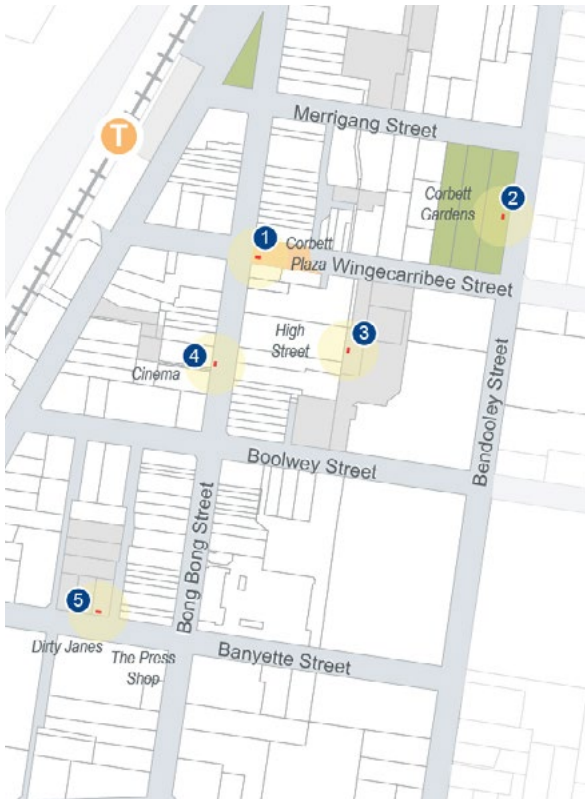 Merrigang Street
T
2
Corbett
Gardens
1
Corbett
Plaza
Wingecarribee Street
High
Street
3
4
Cinema
Boolwey Street
Bendooley Street
Bong Bong Street
5
Dirty Janes
The Press
Shop
Banyette Street